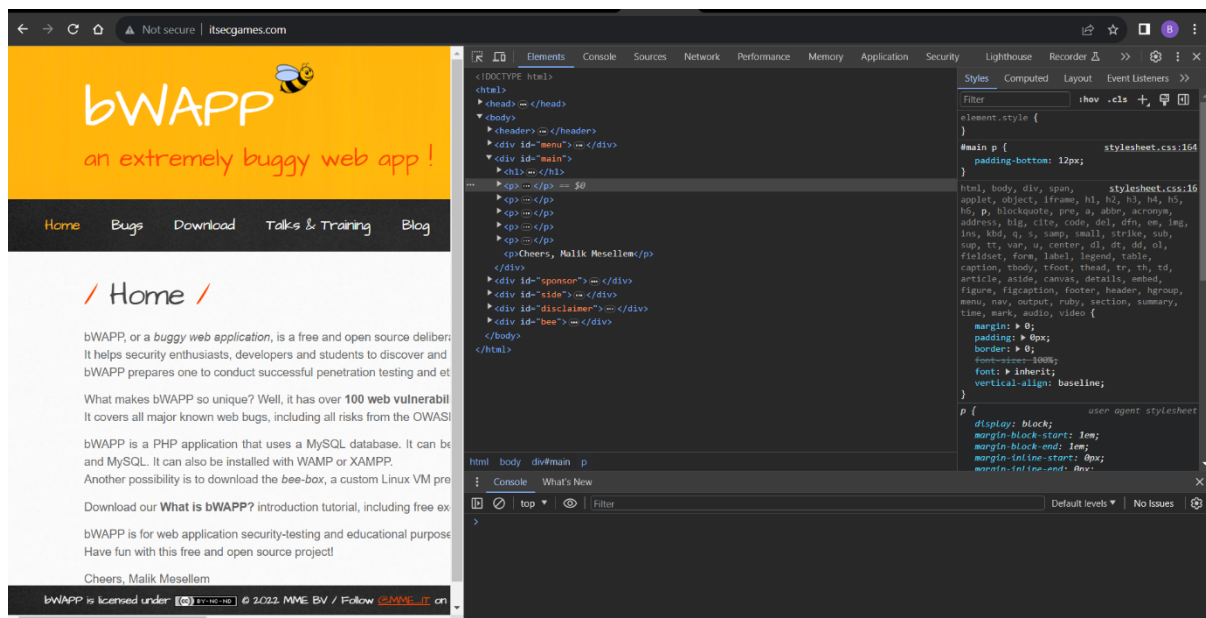 Not secure | itsecgames.com
B
bWAPP
an extremely buggy web app !
Home Bugs Download Talks & Training Blog
/ Home /
bWAPP, or a buggy web application, is a free and open source delibera
It helps security enthusiasts, developers and students to discover and
bWAPP prepares one to conduct successful penetration testing and et
What makes bWAPP so unique? Well, it has over 100 web vulnerabil
It covers all major known web bugs, including all risks from the OWAS
bWAPP is a PHP application that uses a MySQL database. It can be
and MySQL. It can also be installed with WAMP or XAMPP.
Another possibility is to download the bee-box, a custom Linux VM pre
Download our What is bWAPP? introduction tutorial, including free ex
bWAPP is for web application security-testing and educational purpose
Have fun with this free and open source project!
Cheers, Malik Mesellem
bWAPP is licensed under (cc) BY-NC-ND © 2022 MME BV / Follow @MME_IT on
Elements Console Sources Network Performance Memory Application Security Lighthouse Recorder
<!DOCTYPE html>
<html>
<head> … </head>
<body>
<header> … </header>
<div id="menu"> … </div>
<div id="main">
<h1> … </h1>
<p> … </p> == $0
<p> … </p>
<p> … </p>
<p> … </p>
<p> … </p>
<p>Cheers, Malik Mesellem</p>
</div>
<div id="sponsor"> … </div>
<div id="side"> … </div>
<div id="disclaimer"> … </div>
<div id="bee"> … </div>
</body>
</html>
html body div#main p
Styles Computed Layout Event Listeners
Filter :hov .cls
element.style {
}
#main p { stylesheet.css:164
padding-bottom: 12px;
}
html, body, div, span, stylesheet.css:16
applet, object, iframe, h1, h2, h3, h4, h5,
h6, p, blockquote, pre, a, abbr, acronym,
address, big, cite, code, del, dfn, em, img,
ins, kbd, q, s, samp, small, strike, sub,
sup, tt, var, u, center, dl, dt, dd, ol,
fieldset, form, label, legend, table,
caption, tbody, tfoot, thead, tr, th, td,
article, aside, canvas, details, embed,
figure, figcaption, footer, header, hgroup,
menu, nav, output, ruby, section, summary,
time, mark, audio, video {
margin: 0;
padding: 0px;
border: 0;
font-size: 100%;
font: inherit;
vertical-align: baseline;
}
p { user agent stylesheet
display: block;
margin-block-start: 1em;
margin-block-end: 1em;
margin-inline-start: 0px;
margin-inline-end: 0px;
Console What's New
top Filter Default levels No Issues